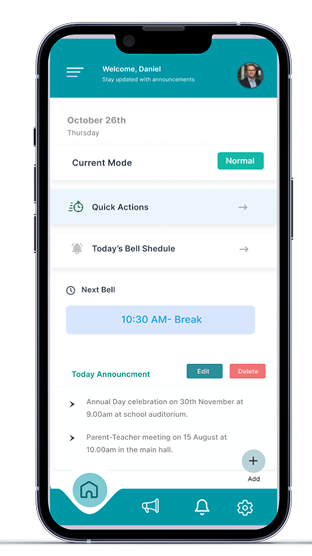 Welcome, Daniel
Stay updated with announcements
October 26th
Thursday
Current Mode
Normal
Quick Actions
Today's Bell Shedule
Next Bell
10:30 AM- Break
Today Announcment
Edit
Delete
Annual Day celebration on 30th November at
9.00am at school auditorium.
Parent-Teacher meeting on 15 August at
10.00am in the main hall.
Add